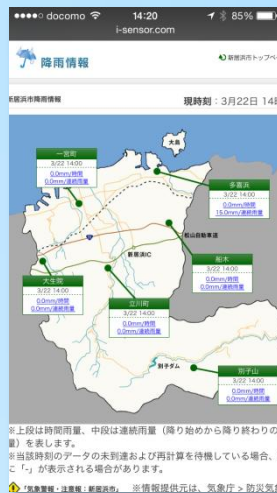 docomo 14:20 85%
i-sensor.com
降雨情報
新居浜市トップペー
新居浜市降雨情報
現時刻：3月22日 14時
大島
一宮町
3/22 14:00
0.0mm/時間
0.0mm/連続雨量
多喜浜
3/22 14:00
0.0mm/時間
15.0mm/連続雨量
松山自動車道
船木
3/22 14:00
0.0mm/時間
0.0mm/連続雨量
新居浜IC
大生院
3/22 14:00
0.0mm/時間
0.0mm/連続雨量
立川町
3/22 14:00
0.0mm/時間
0.0mm/連続雨量
別子ダム
別子山
3/22 14:00
0.0mm/時間
0.0mm/連続雨量
※上段は時間雨量、中段は連続雨量（降り始めから降り終わりの
量）を表します。
※当該時刻のデータの未到達および再計算を待機している場合、
に「-」が表示される場合があります。
「気象警報・注意報：新居浜市」 ※情報提供元は、気象庁 > 防災気